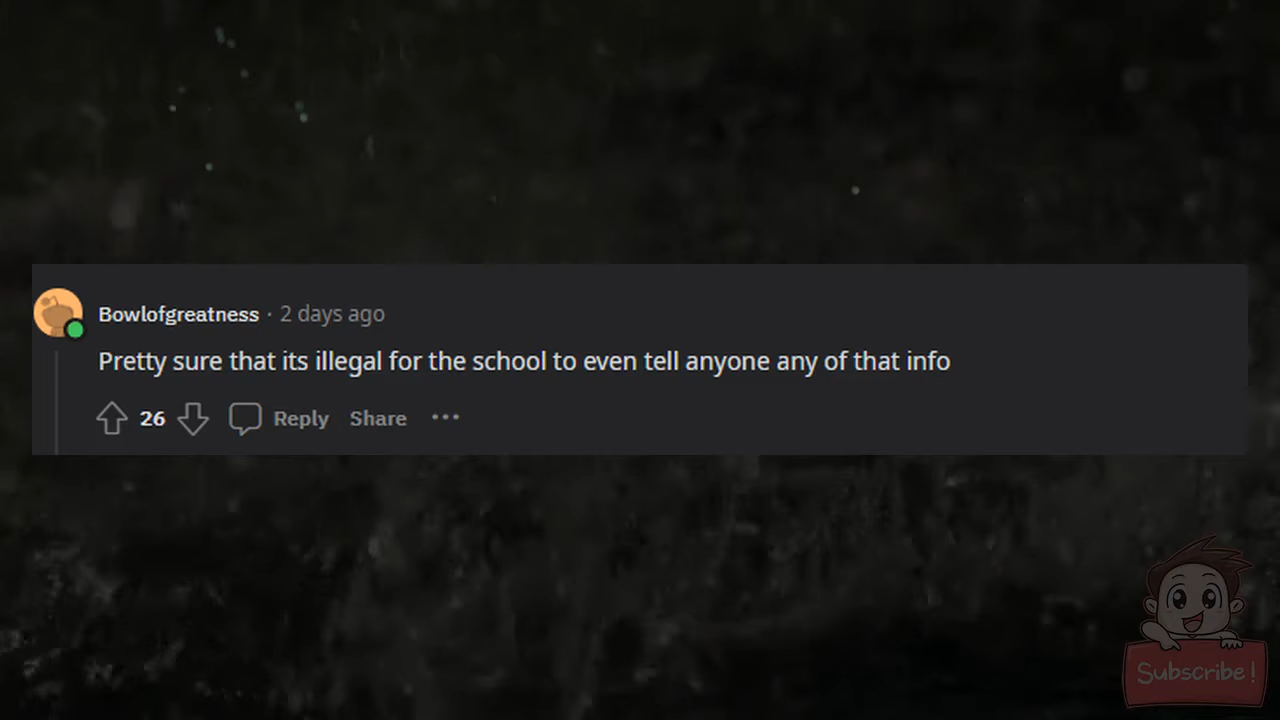 Bowlofgreatness · 2 days ago
Pretty sure that its illegal for the school to even tell anyone any of that info
26 Reply Share ...
Subscribe!